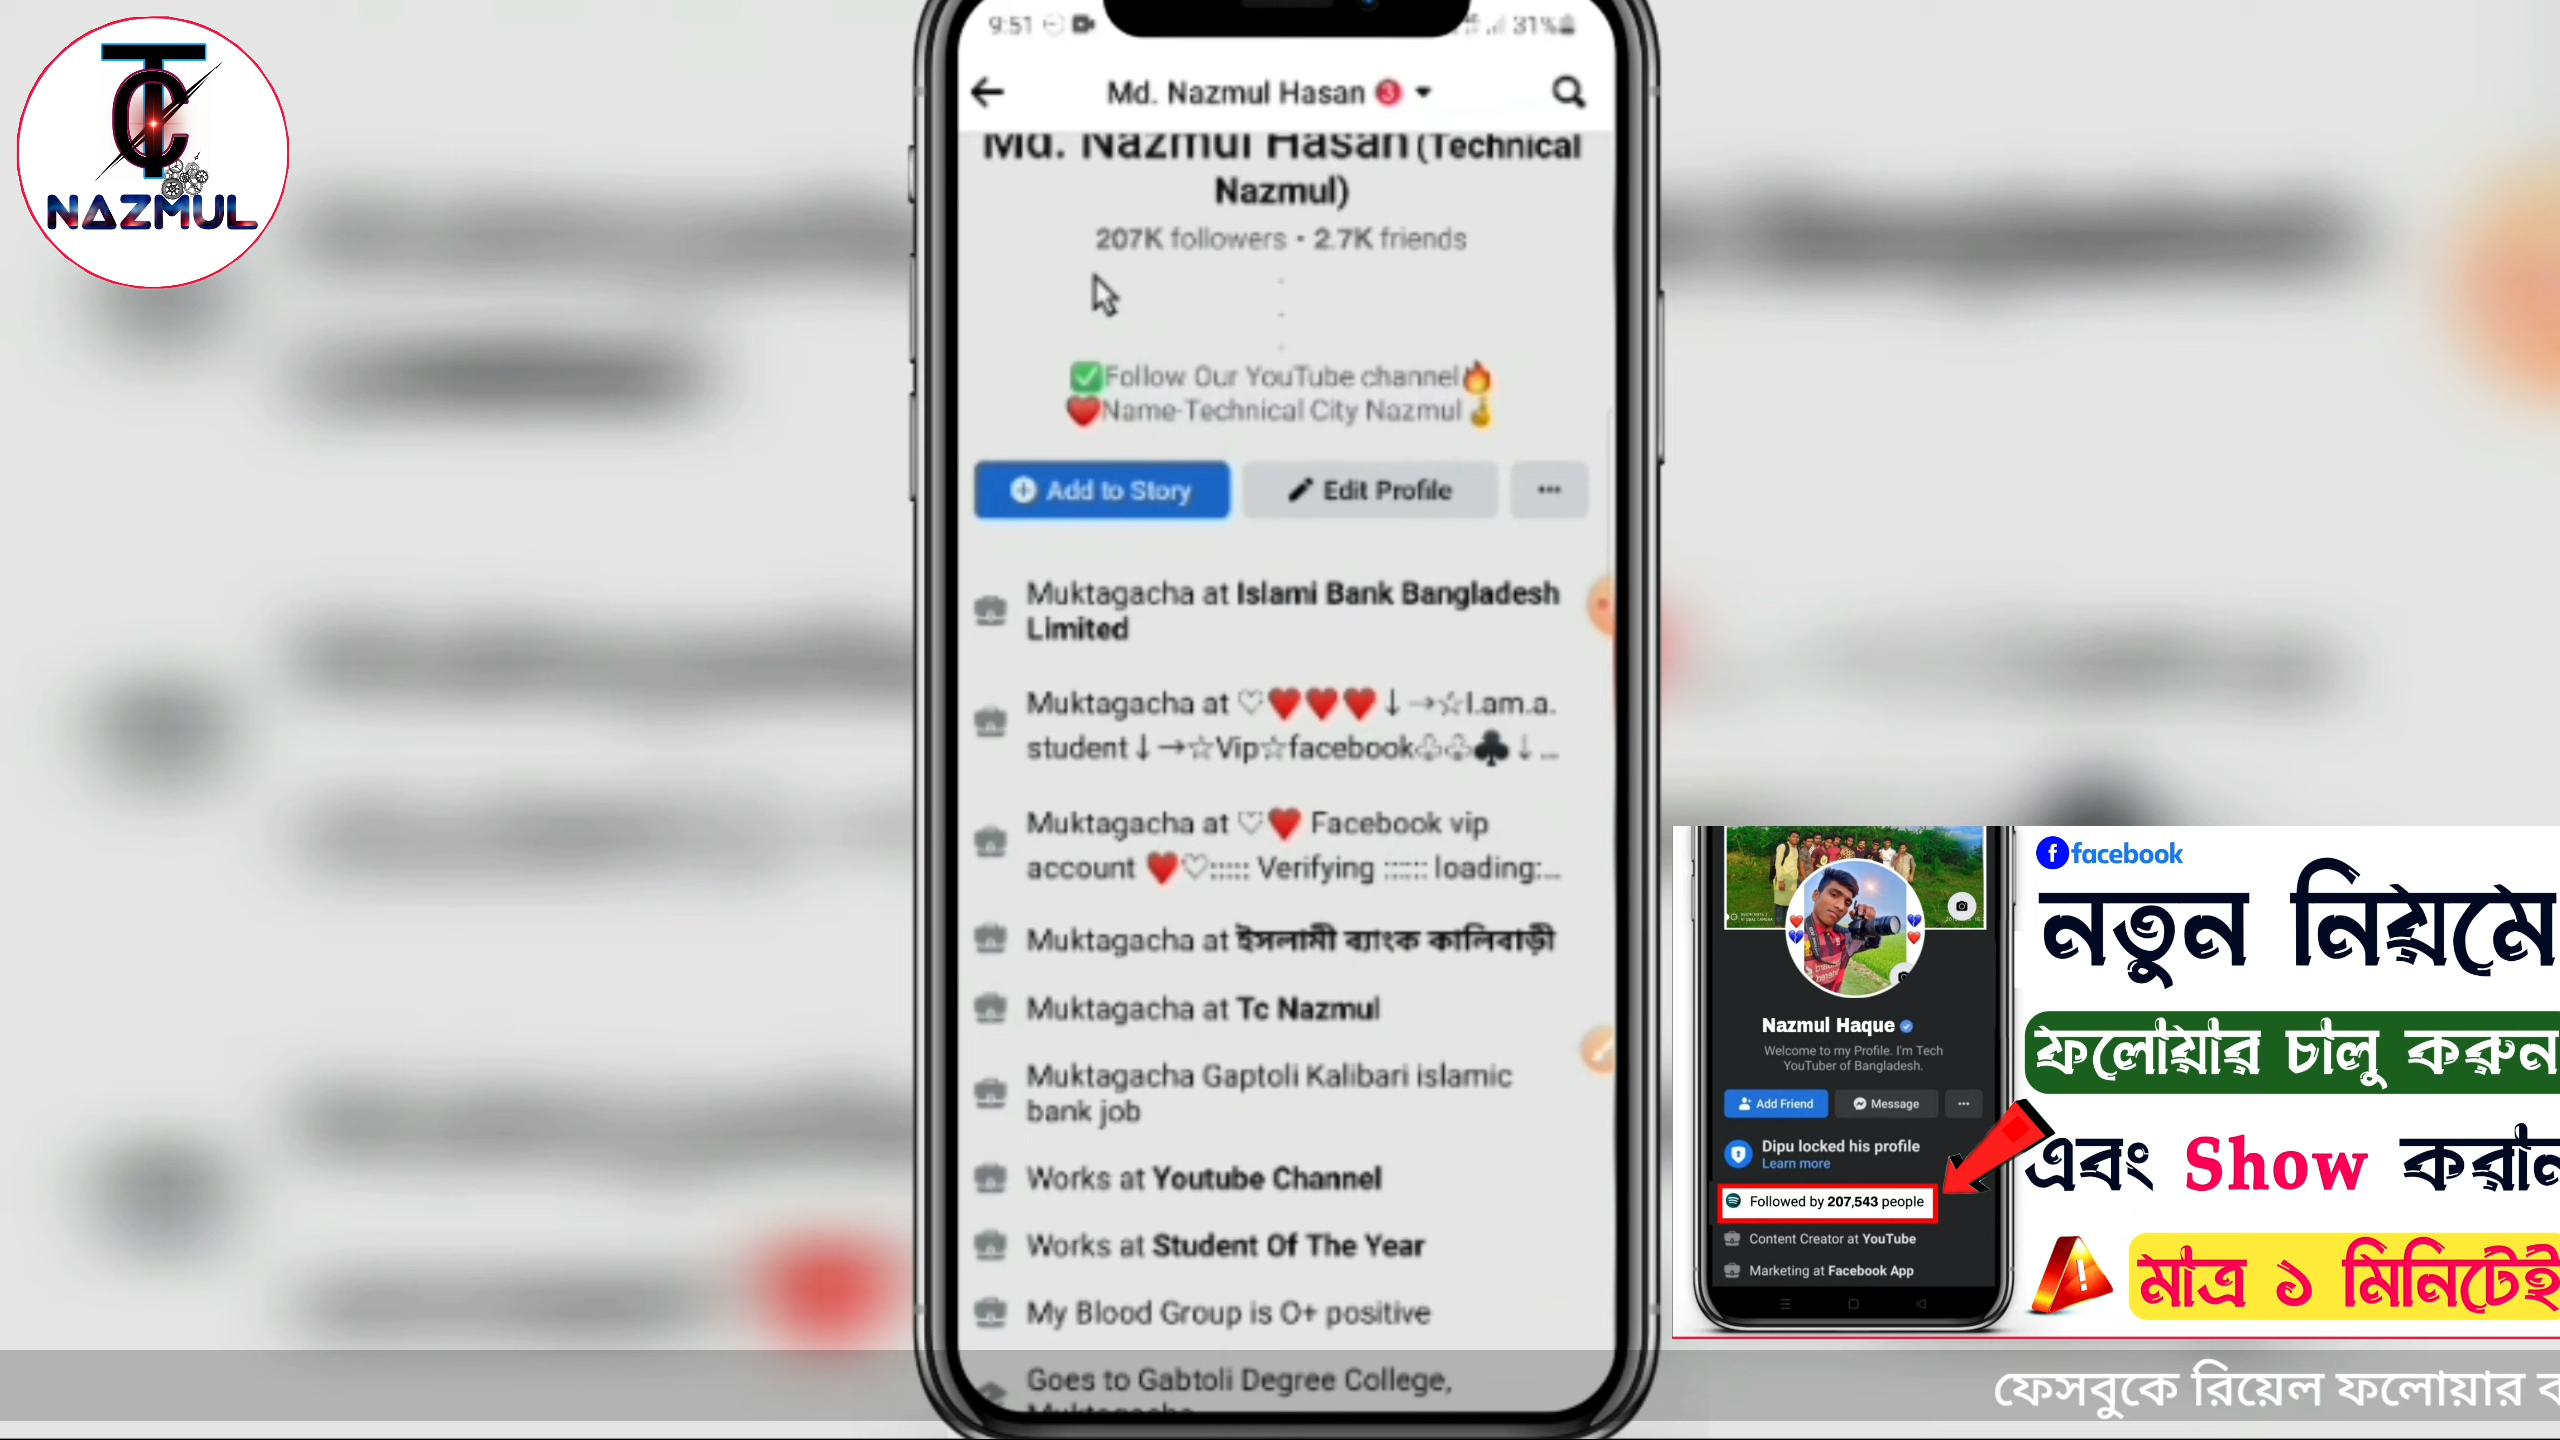 TC
NAZMUL
9:51
31%
Md. Nazmul Hasan 3
Md. Nazmul Hasan (Technical
Nazmul)
207K followers • 2.7K friends
.
.
.
✅Follow Our YouTube channel🔥
❤️Name-Technical City Nazmul🤞
Add to Story
Edit Profile
...
Muktagacha at Islami Bank Bangladesh
Limited
Muktagacha at ♡❤️❤️❤️↓→☆I.am.a.
student↓→☆Vip☆facebook♧♧♣↓...
Muktagacha at ♡❤️ Facebook vip
account ❤️♡::::: Verifying :::::: loading:...
Muktagacha at ইসলামী ব্যাংক কালিবাড়ী
Muktagacha at Tc Nazmul
Muktagacha Gaptoli Kalibari islamic
bank job
Works at Youtube Channel
Works at Student Of The Year
My Blood Group is O+ positive
Goes to Gabtoli Degree College,
Muktagacha
facebook
নতুন নিয়মে
ফলোয়ার চালু করুন
এবং Show করান
মাত্র ১ মিনিটেই
Nazmul Haque
Welcome to my Profile. I'm Tech
YouTuber of Bangladesh.
Add Friend
Message
...
Dipu locked his profile
Learn more
Followed by 207,543 people
Content Creator at YouTube
Marketing at Facebook App
ফেসবুকে রিয়েল ফলোয়ার